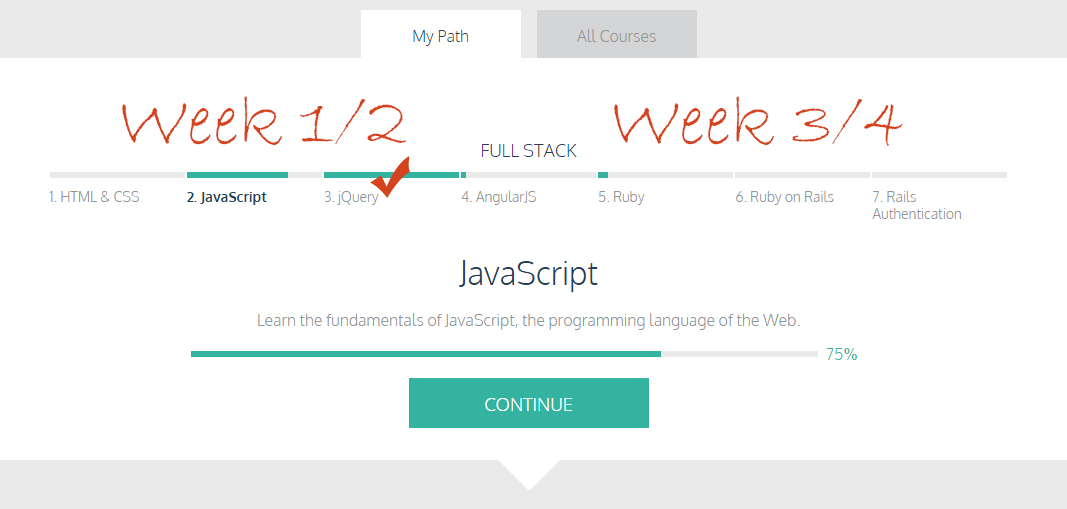 My Path
All Courses
Week 1/2
Week 3/4
FULL STACK
1. HTML & CSS
2. JavaScript
3. jQuery
4. AngularJS
5. Ruby
6. Ruby on Rails
7. Rails
Authentication
JavaScript
Learn the fundamentals of JavaScript, the programming language of the Web.
75%
CONTINUE